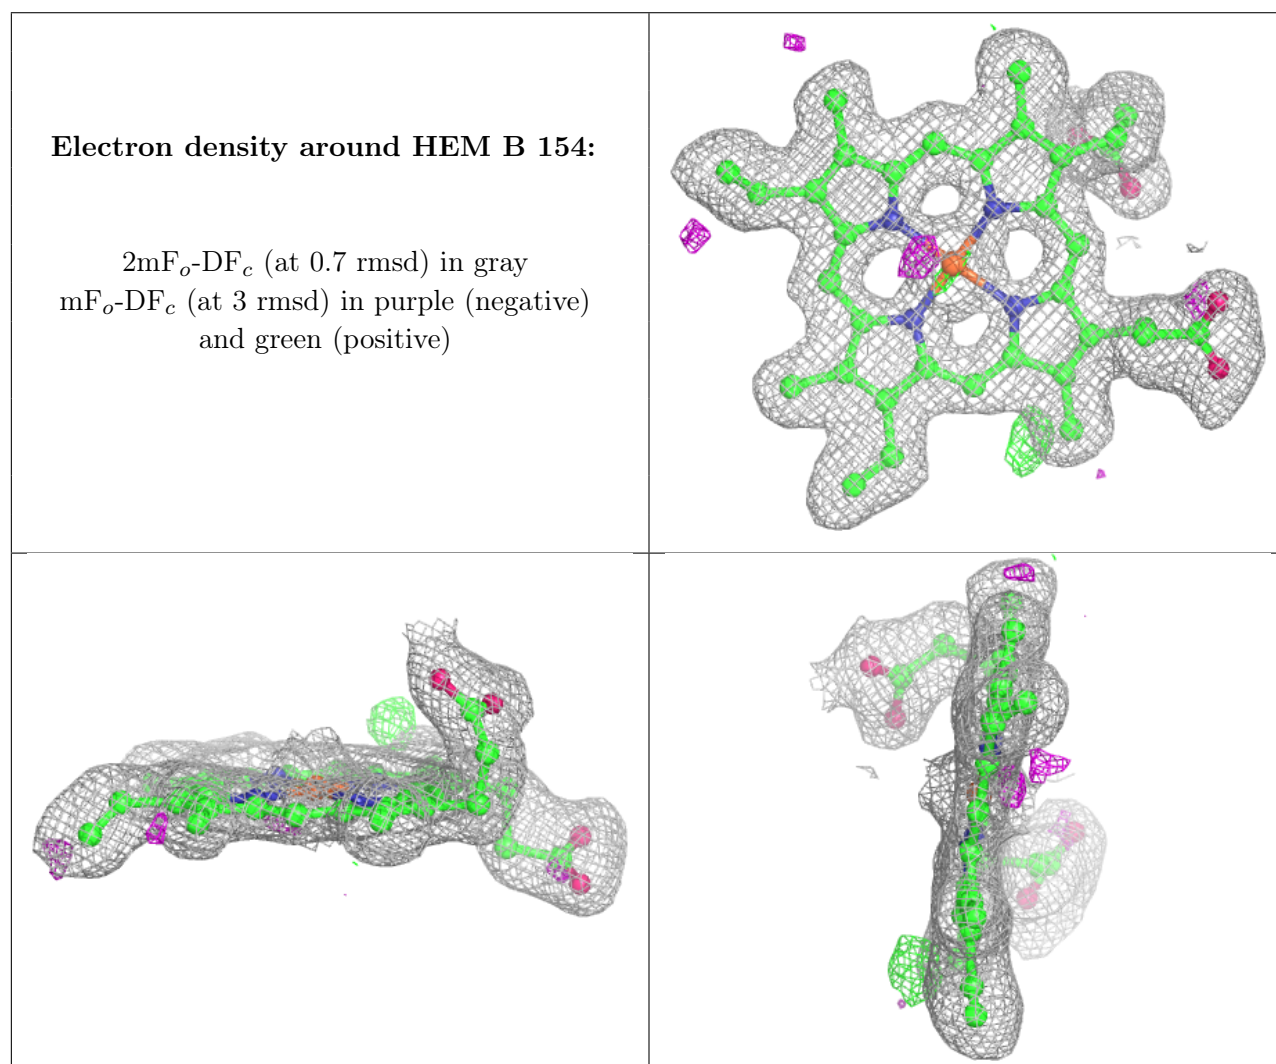 Electron density around HEM B 154:
2mFo-DFc (at 0.7 rmsd) in gray
mFo-DFc (at 3 rmsd) in purple (negative)
and green (positive)